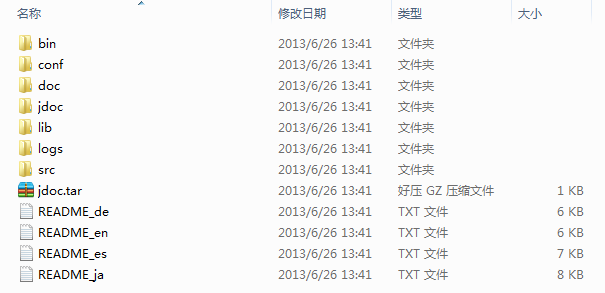 名称 修改日期 类型 大小
bin 2013/6/26 13:41 文件夹
conf 2013/6/26 13:41 文件夹
doc 2013/6/26 13:41 文件夹
jdoc 2013/6/26 13:41 文件夹
lib 2013/6/26 13:41 文件夹
logs 2013/6/26 13:41 文件夹
src 2013/6/26 13:41 文件夹
jdoc.tar 2013/6/26 13:41 好压 GZ 压缩文件 1 KB
README_de 2013/6/26 13:41 TXT 文件 6 KB
README_en 2013/6/26 13:41 TXT 文件 6 KB
README_es 2013/6/26 13:41 TXT 文件 7 KB
README_ja 2013/6/26 13:41 TXT 文件 8 KB